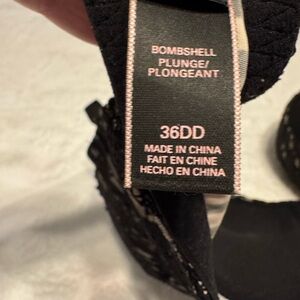 BOMBSHELL
PLUNGE/
PLONGEANT
36DD
MADE IN CHINA
FAIT EN CHINE
HECHO EN CHINA